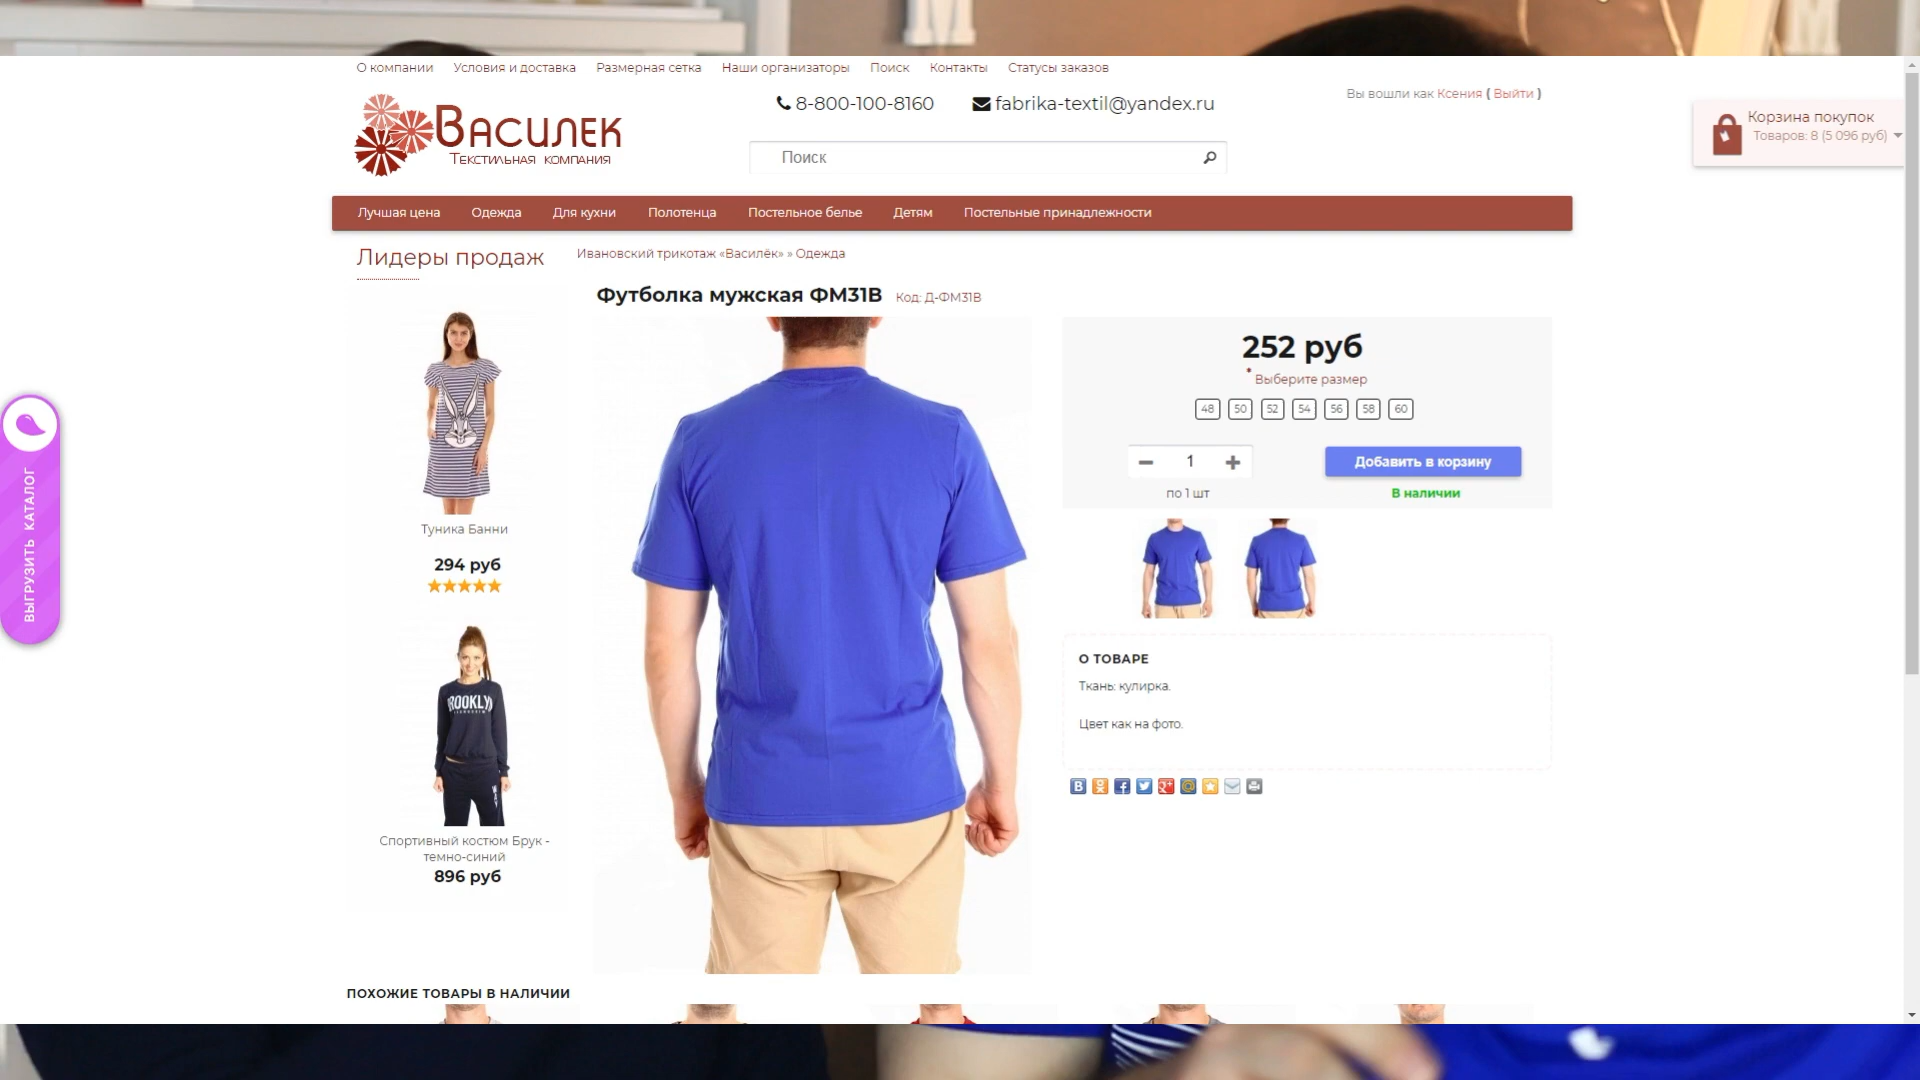 О компании Условия и доставка Размерная сетка Наши организаторы Поиск Контакты Статусы заказов
8-800-100-8160 fabrika-textil@yandex.ru
Вы вошли как Ксения ( Выйти )
Корзина покупок
Товаров: 8 (5 096 руб)
Василек
Текстильная компания
Поиск
Лучшая цена Одежда Для кухни Полотенца Постельное белье Детям Постельные принадлежности
Лидеры продаж
Ивановский трикотаж «Василёк» » Одежда
Футболка мужская ФМ31В Код: Д-ФМ31В
252 руб
* Выберите размер
48 50 52 54 56 58 60
1
Добавить в корзину
по 1 шт
В наличии
Туника Банни
294 руб
ROOKLY
Спортивный костюм Брук -
темно-синий
896 руб
О ТОВАРЕ
Ткань: кулирка.
Цвет как на фото.
ВЫГРУЗИТЬ КАТАЛОГ
ПОХОЖИЕ ТОВАРЫ В НАЛИЧИИ